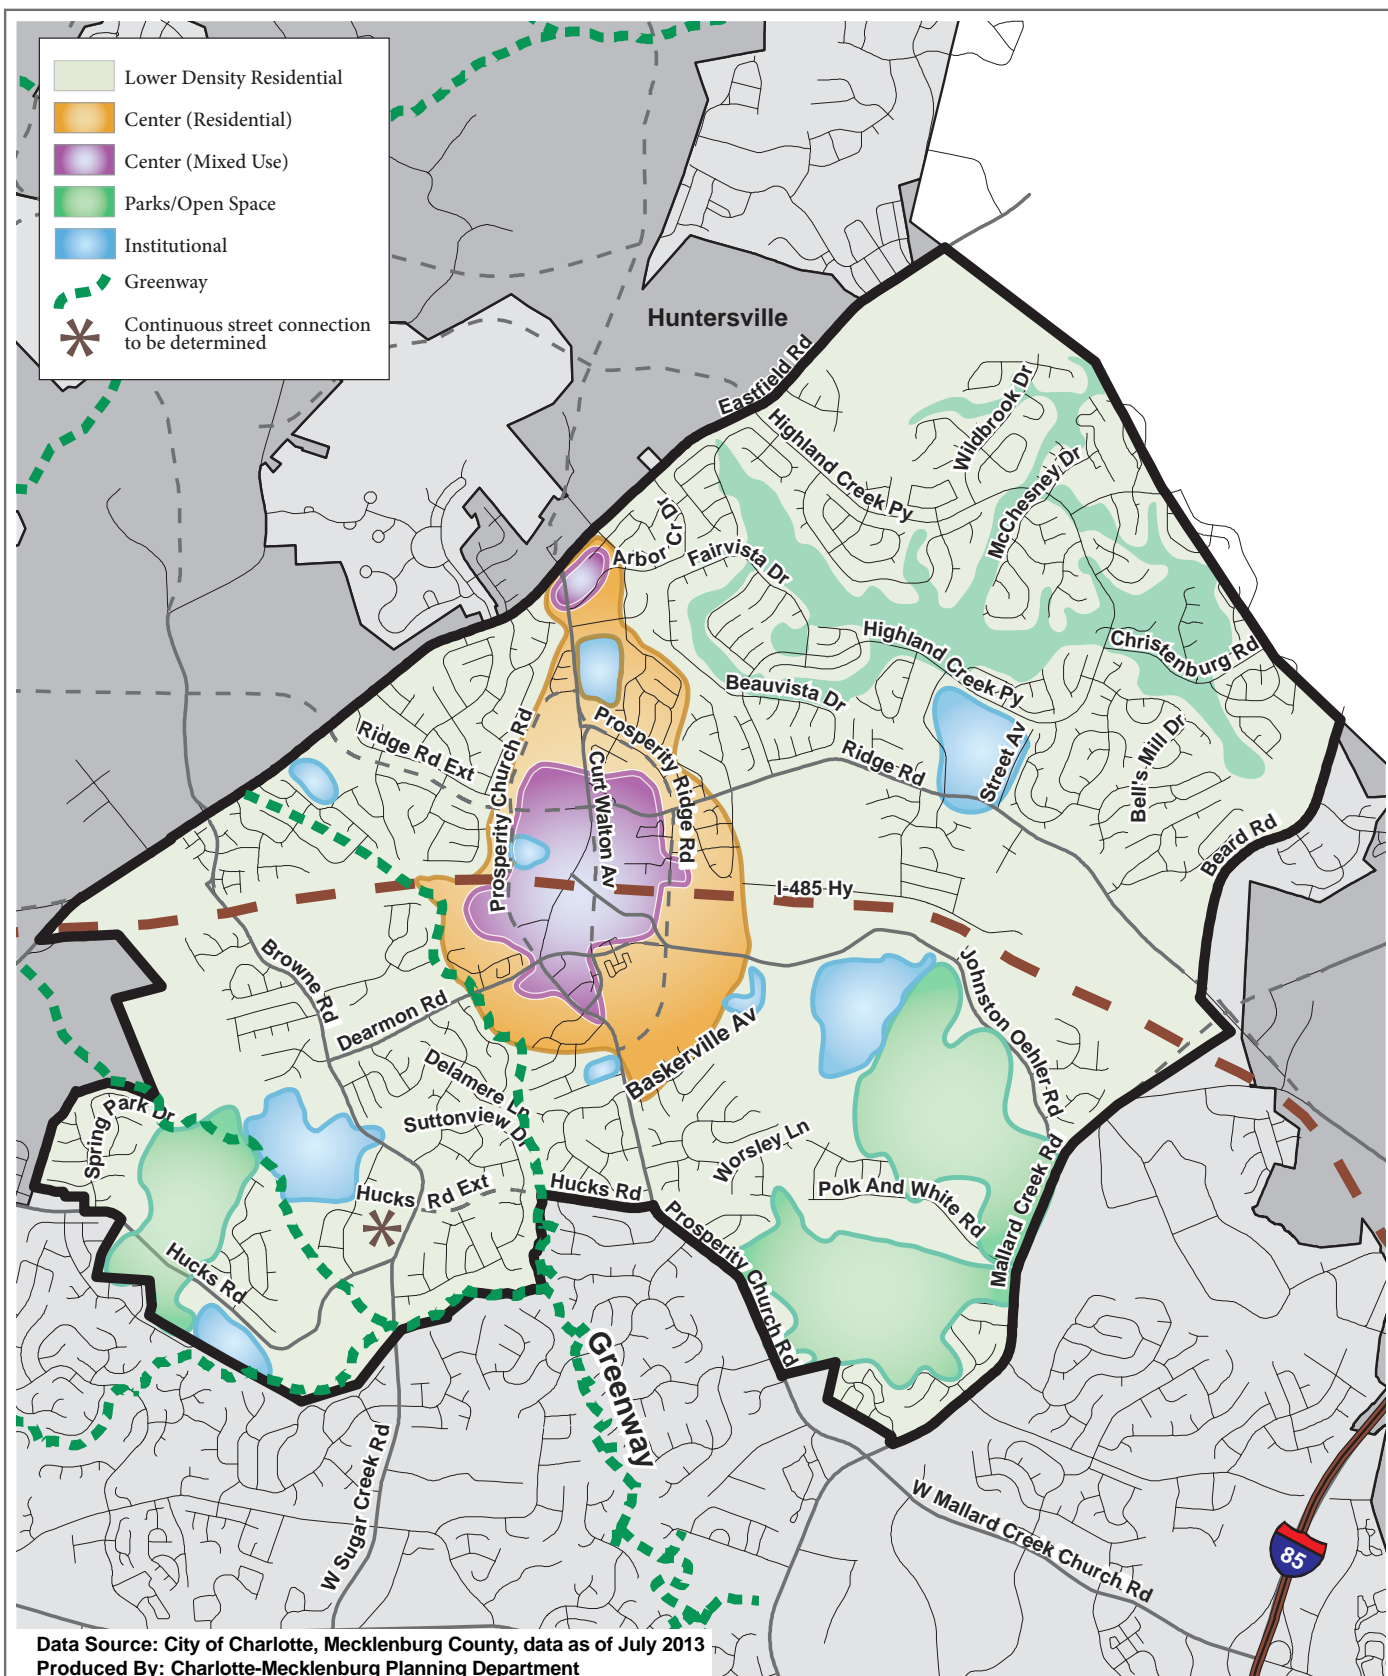 Lower Density Residential
Center (Residential)
Center (Mixed Use)
Parks/Open Space
Institutional
Greenway
Continuous street connection
to be determined
Huntersville
Eastfield Rd
Highland Creek Py
Wildbrook Dr
McChesney Dr
Arbor Cr Dr
Fairvista Dr
Highland Creek Py
Christenburg Rd
Beauvista Dr
Prosperity Church Rd
Ridge Rd Ext
Prosperity Ridge Rd
Curt Walton Av
Ridge Rd
Street Av
Bell's Mill Dr
Beard Rd
I-485 Hy
Browne Rd
Dearmon Rd
Johnston Oehler Rd
Baskerville Av
Delamere Ln
Suttonview Dr
Spring Park Dr
Worsley Ln
Hucks Rd Ext
Hucks Rd
Polk And White Rd
Mallard Creek Rd
Hucks Rd
Prosperity Church Rd
Greenway
W Sugar Creek Rd
W Mallard Creek Church Rd
85
Data Source: City of Charlotte, Mecklenburg County, data as of July 2013
Produced By: Charlotte-Mecklenburg Planning Department